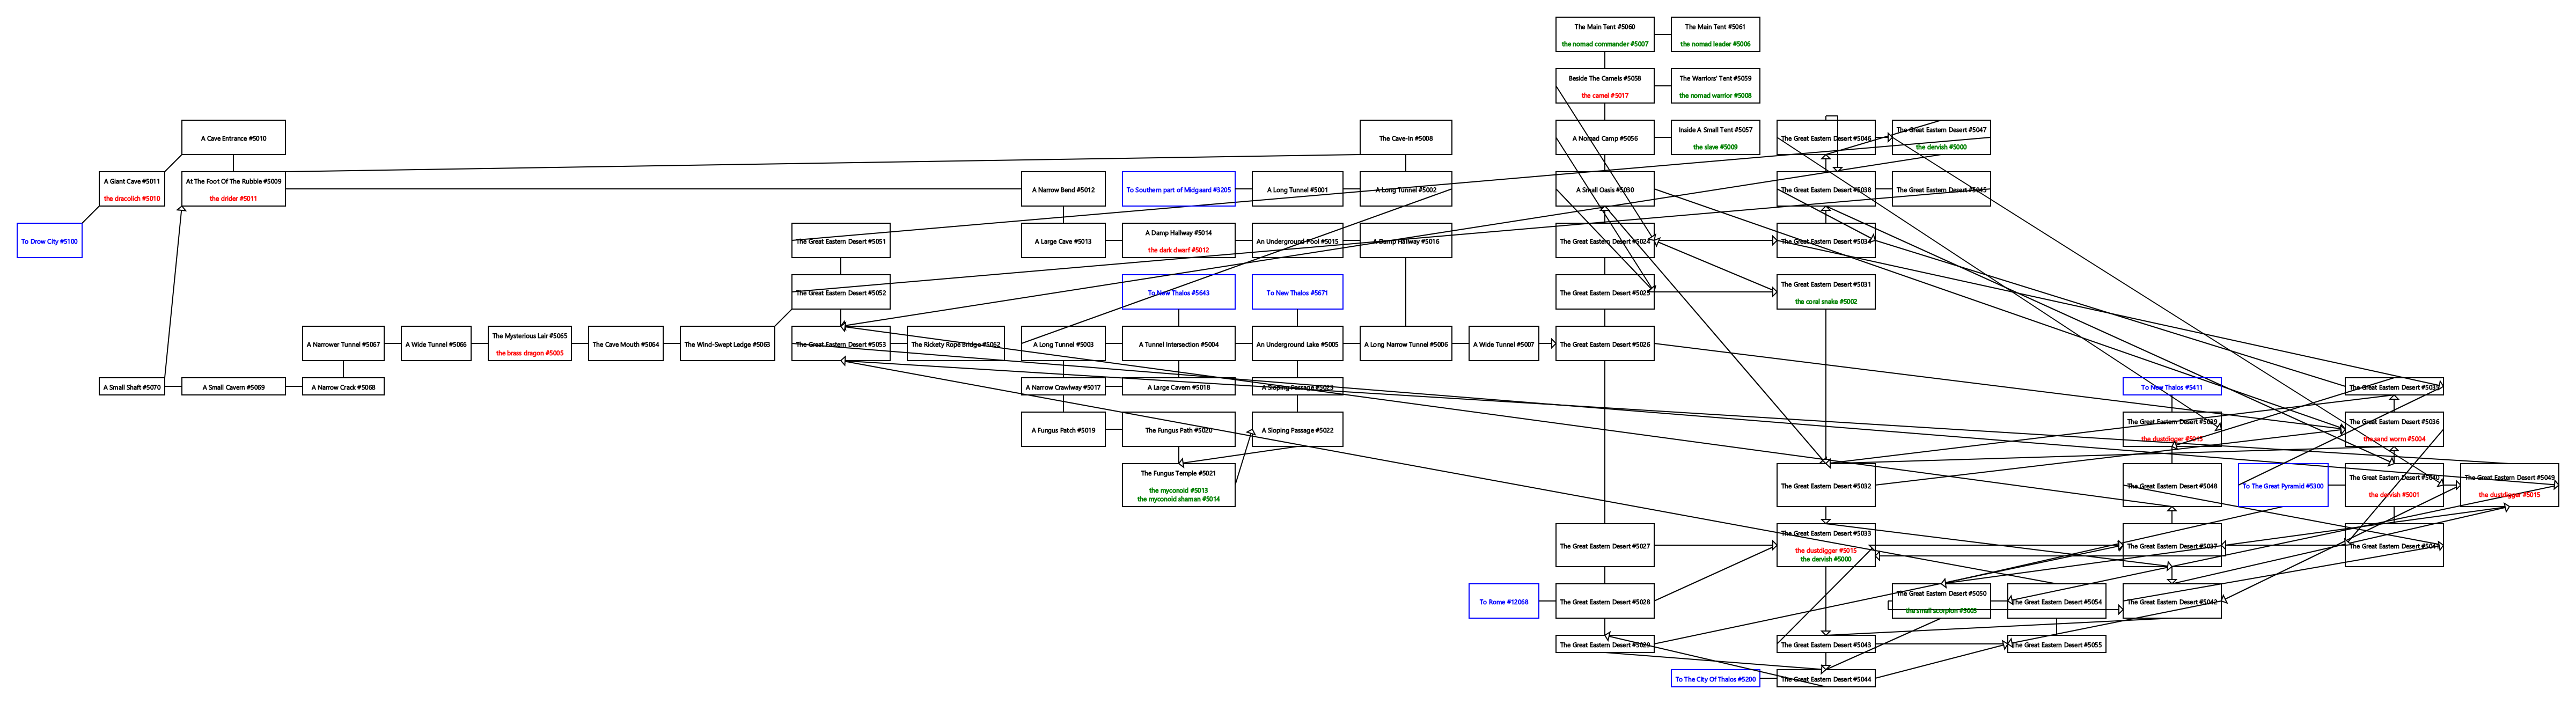 The Main Tent #5060
the nomad commander #5007
The Main Tent #5061
the nomad leader #5006
Beside The Camels #5058
the camel #5017
The Warriors' Tent #5059
the nomad warrior #5008
A Cave Entrance #5010
The Cave-In #5008
A Nomad Camp #5056
Inside A Small Tent #5057
the slave #5009
The Great Eastern Desert #5046
The Great Eastern Desert #5047
the dervish #5000
A Giant Cave #5011
the dracolich #5010
At The Foot Of The Rubble #5009
the drider #5011
A Narrow Bend #5012
To Southern part of Midgaard #3205
A Long Tunnel #5001
A Long Tunnel #5002
A Small Oasis #5030
The Great Eastern Desert #5038
The Great Eastern Desert #5045
To Drow City #5100
The Great Eastern Desert #5051
A Large Cave #5013
A Damp Hallway #5014
the dark dwarf #5012
An Underground Pool #5015
A Damp Hallway #5016
The Great Eastern Desert #5024
The Great Eastern Desert #5034
The Great Eastern Desert #5052
To New Thalos #5643
To New Thalos #5671
The Great Eastern Desert #5025
The Great Eastern Desert #5031
the coral snake #5002
A Narrower Tunnel #5067
A Wide Tunnel #5066
The Mysterious Lair #5065
the brass dragon #5005
The Cave Mouth #5064
The Wind-Swept Ledge #5063
The Great Eastern Desert #5053
The Rickety Rope Bridge #5062
A Long Tunnel #5003
A Tunnel Intersection #5004
An Underground Lake #5005
A Long Narrow Tunnel #5006
A Wide Tunnel #5007
The Great Eastern Desert #5026
A Small Shaft #5070
A Small Cavern #5069
A Narrow Crack #5068
A Narrow Crawlway #5017
A Large Cavern #5018
A Sloping Passage #5023
To New Thalos #5411
The Great Eastern Desert
A Fungus Patch #5019
The Fungus Path #5020
A Sloping Passage #5022
The Great Eastern Desert #5039
the dustdigger #5015
The Great Eastern Desert #5036
the sand worm #5004
The Fungus Temple #5021
the myconoid #5013
the myconoid shaman #5014
The Great Eastern Desert #5032
The Great Eastern Desert #5048
To The Great Pyramid #5300
The Great Eastern Desert #5040
the dervish #5001
The Great Eastern Desert #5049
the dustdigger #5015
The Great Eastern Desert #5027
The Great Eastern Desert #5033
the dustdigger #5015
the dervish #5000
The Great Eastern Desert #5037
The Great Eastern Desert #5041
To Rome #12068
The Great Eastern Desert #5028
The Great Eastern Desert #5050
the small scorpion #5003
The Great Eastern Desert #5054
The Great Eastern Desert #5042
The Great Eastern Desert #5029
The Great Eastern Desert #5043
The Great Eastern Desert #5055
To The City Of Thalos #5200
The Great Eastern Desert #5044